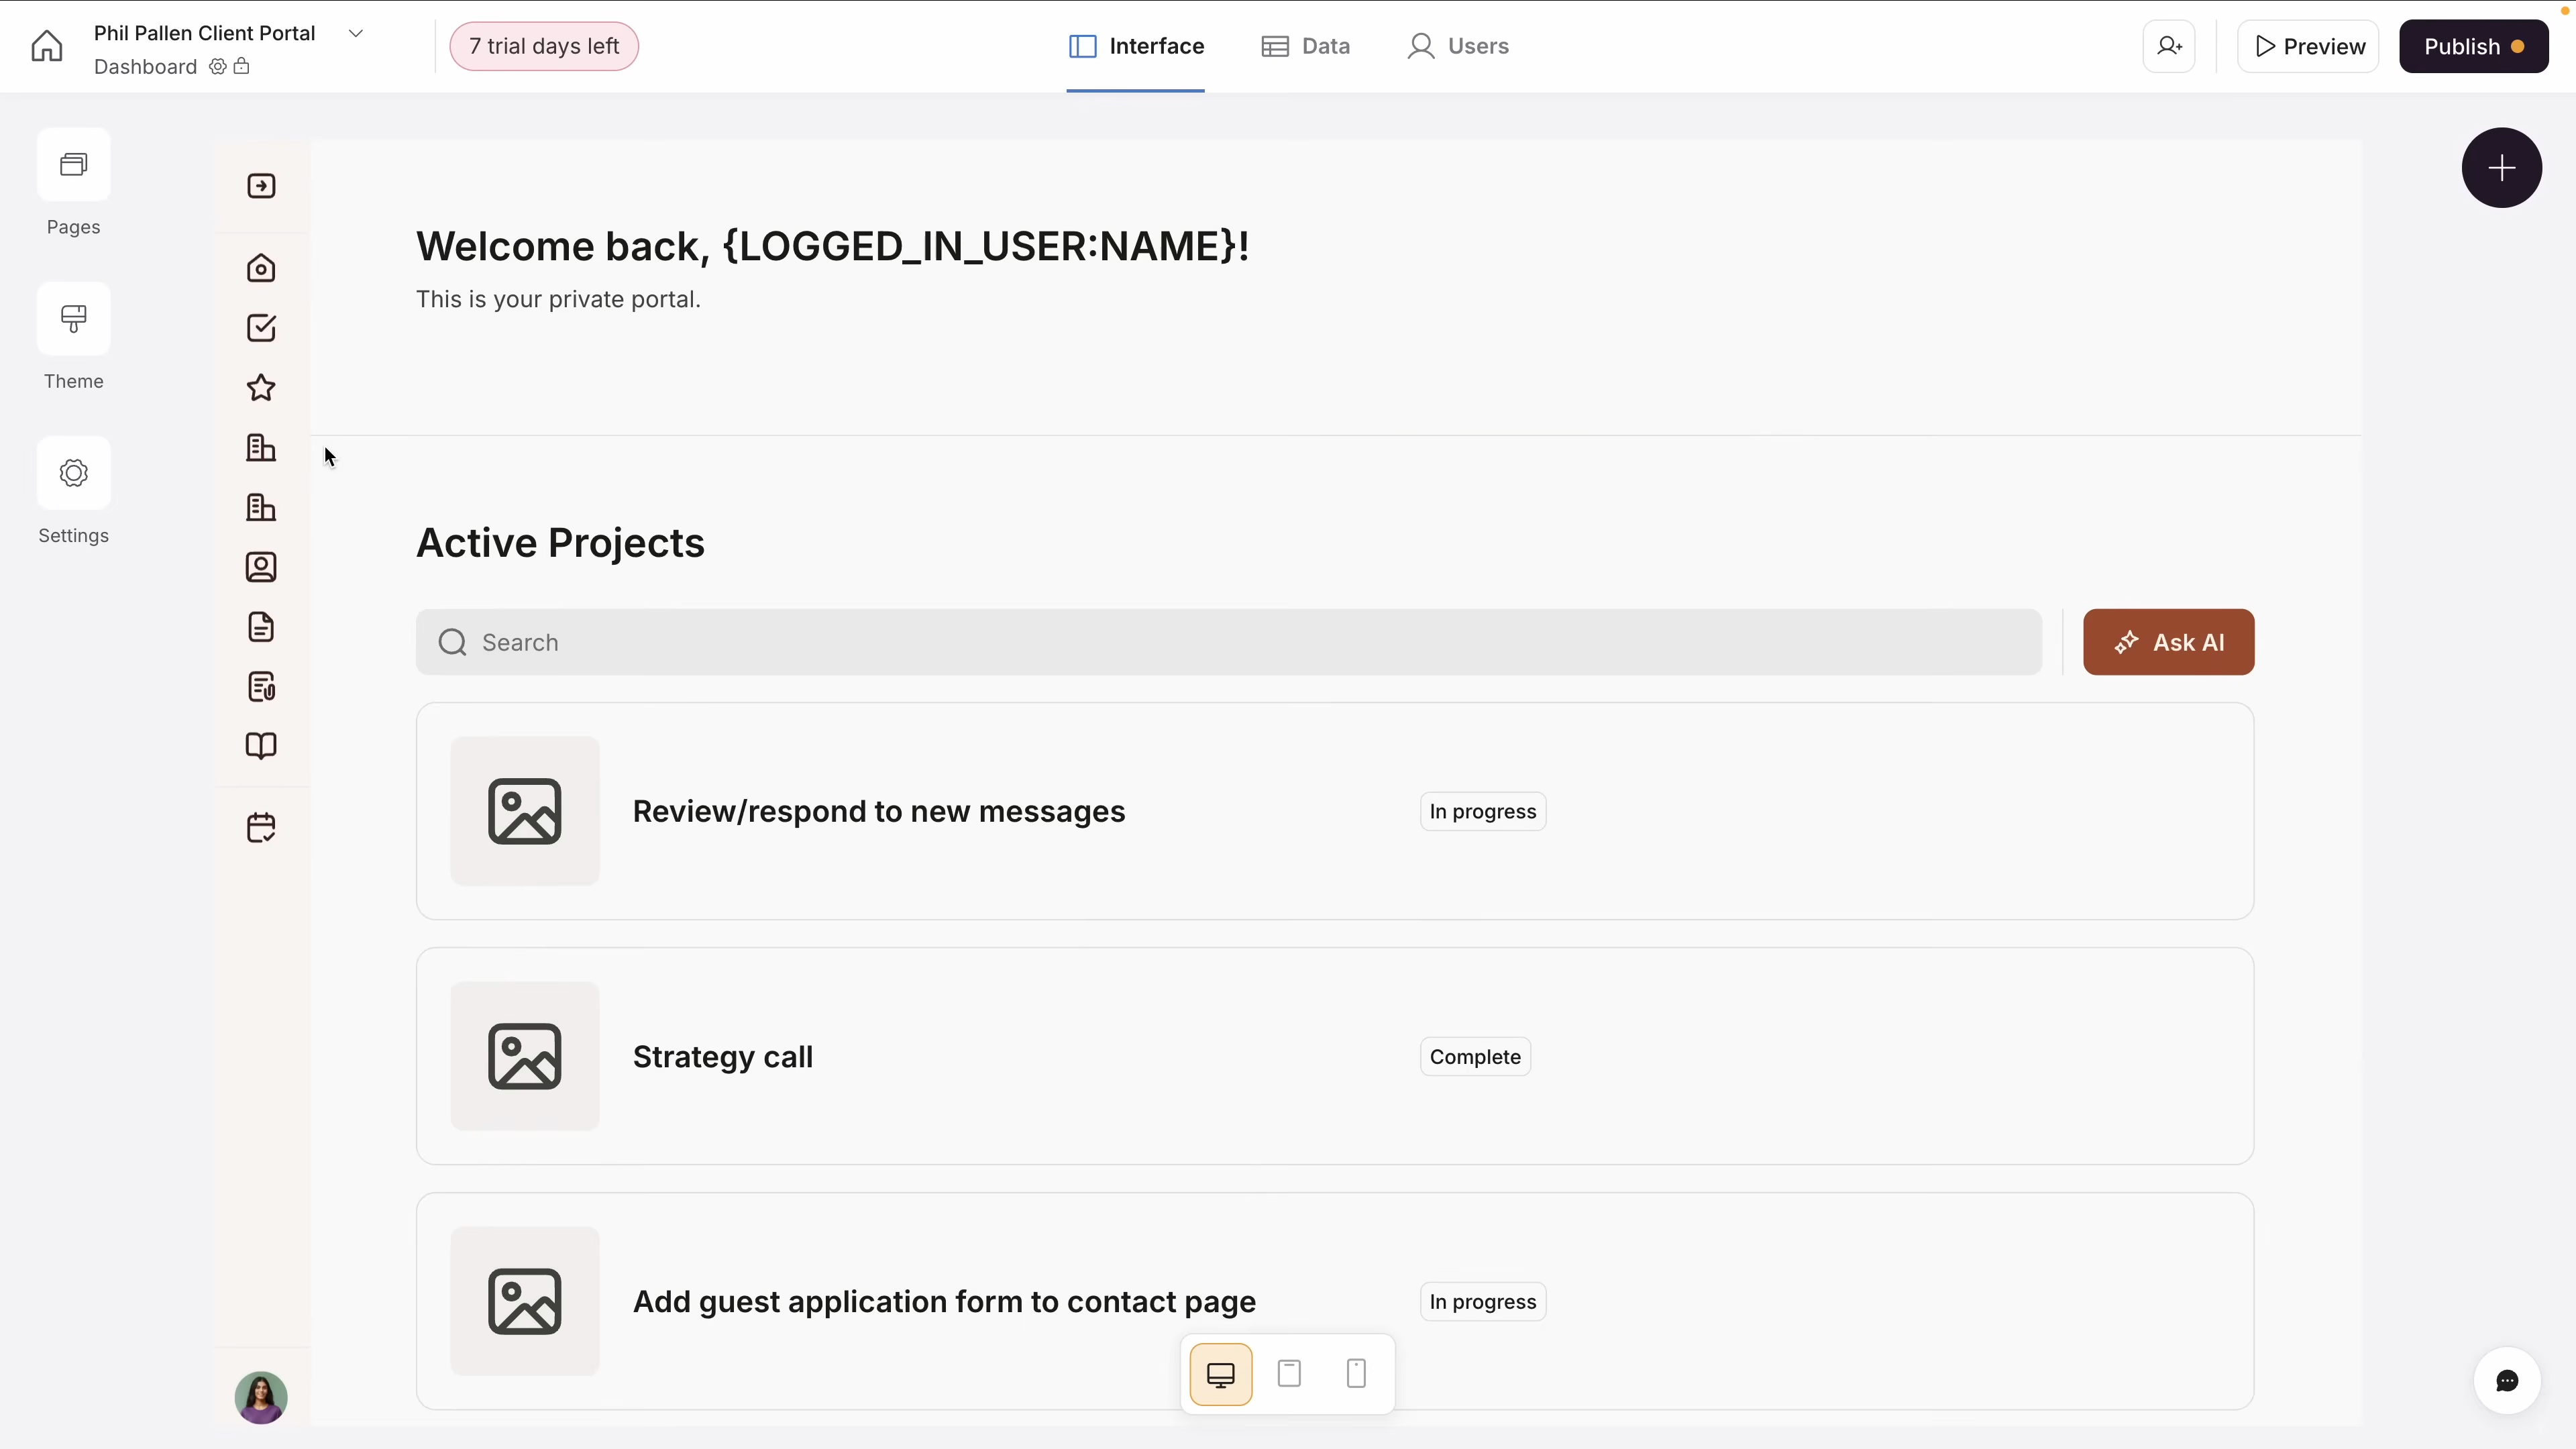 Phil Pallen Client Portal
Dashboard
7 trial days left
Interface
Data
Users
Preview
Publish
Pages
Theme
Settings
Welcome back, {LOGGED_IN_USER:NAME}!
This is your private portal.
Active Projects
Search
Ask AI
Review/respond to new messages
In progress
Strategy call
Complete
Add guest application form to contact page
In progress